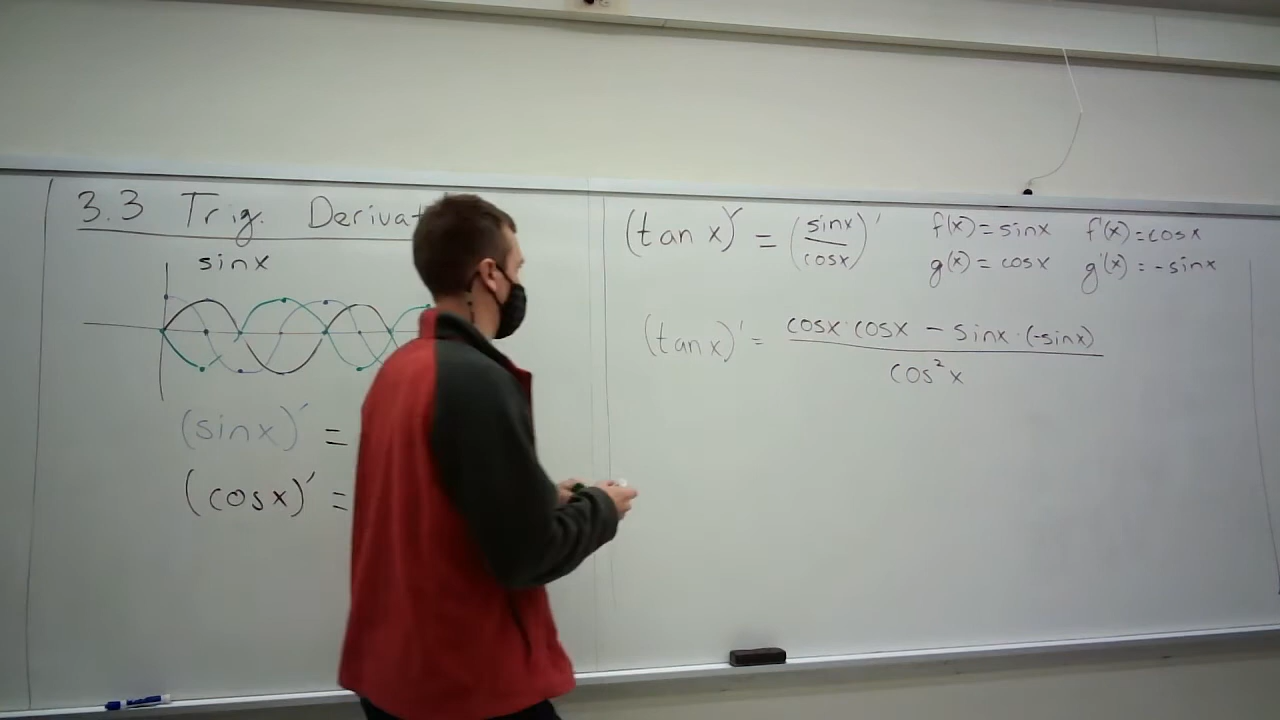 3.3 Trig. Derivat
sinx
(sinx)' =
(cosx)' =
(tan x)' = (sinx/cosx)'
f(x)=sinx f'(x)=cosx
g(x)=cosx g'(x)=-sinx
(tanx)' = cosx·cosx - sinx·(-sinx)
cos²x